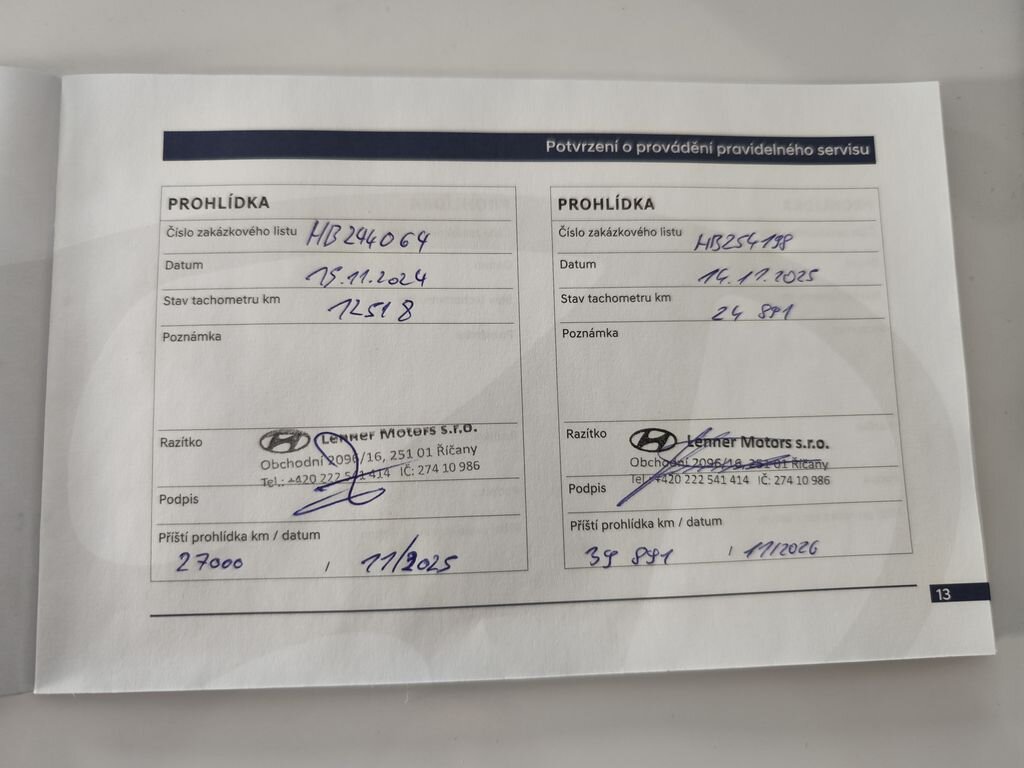 Potvrzení o provádění pravidelného servisu
PROHLÍDKA
Číslo zakázkového listu HB244064
Datum 15.11.2024
Stav tachometru km 12518
Poznámka
Razítko Lenner Motors s.r.o.
Obchodní 2096/16, 251 01 Říčany
Tel.: +420 222 541 414 IČ: 274 10 986
Podpis
Příští prohlídka km / datum
27000 / 11/2025
PROHLÍDKA
Číslo zakázkového listu HB254198
Datum 14.11.2025
Stav tachometru km 24 891
Poznámka
Razítko Lenner Motors s.r.o.
Obchodní 2096/16, 251 01 Říčany
Tel.: +420 222 541 414 IČ: 274 10 986
Podpis
Příští prohlídka km / datum
39 891 / 11/2026
13